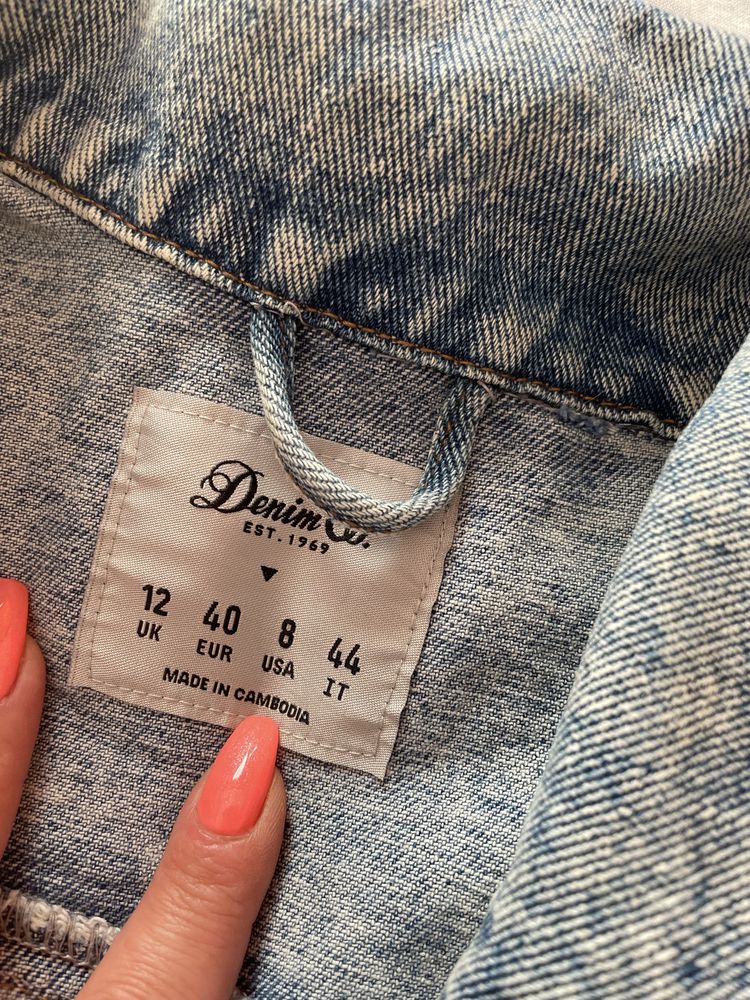 Denim Co.
EST. 1969
12 40 8 44
UK EUR USA IT
MADE IN CAMBODIA